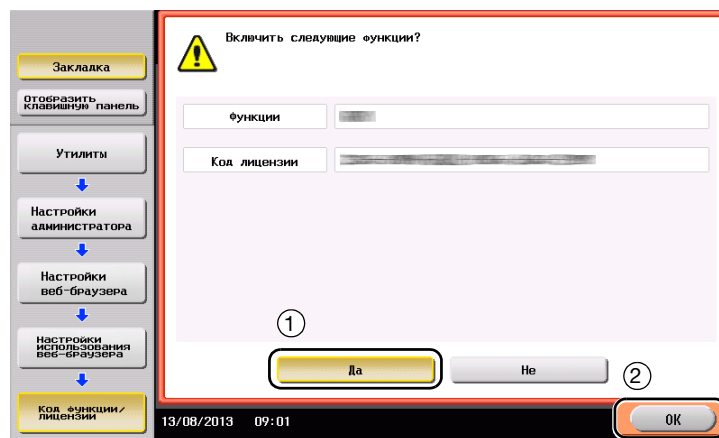 Закладка
Отобразить
клавишную панель
Утилиты
Настройки
администратора
Настройки
веб-браузера
Настройки
использования
веб-браузера
Код функции/
лицензии
Включить следующие функции?
Функции
Код лицензии
1
Да
Не
2
13/08/2013 09:01
OK